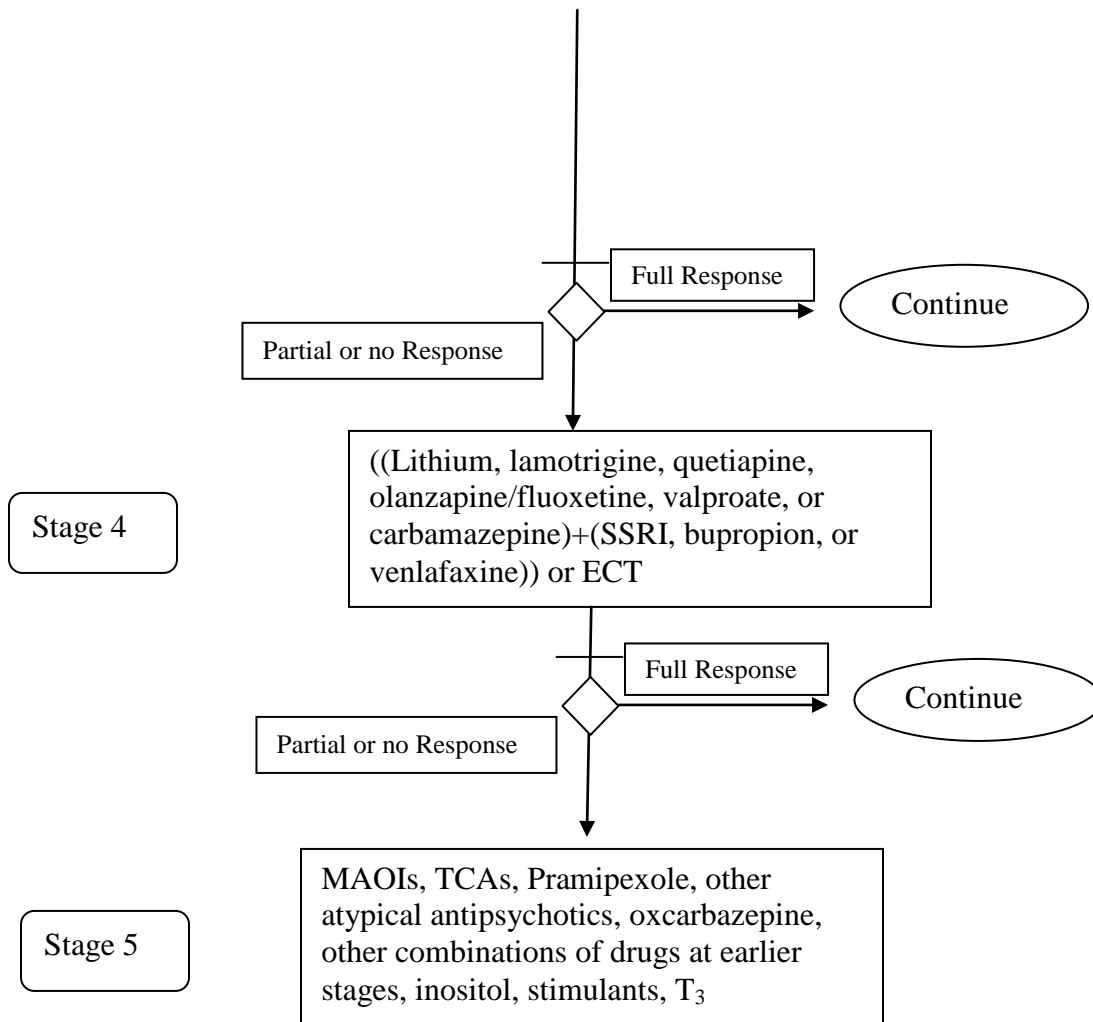 Full Response
Continue
Partial or no Response
Stage 4
((Lithium, lamotrigine, quetiapine,
olanzapine/fluoxetine, valproate, or
carbamazepine)+(SSRI, bupropion, or
venlafaxine)) or ECT
Full Response
Continue
Partial or no Response
Stage 5
MAOIs, TCAs, Pramipexole, other
atypical antipsychotics, oxcarbazepine,
other combinations of drugs at earlier
stages, inositol, stimulants, T₃